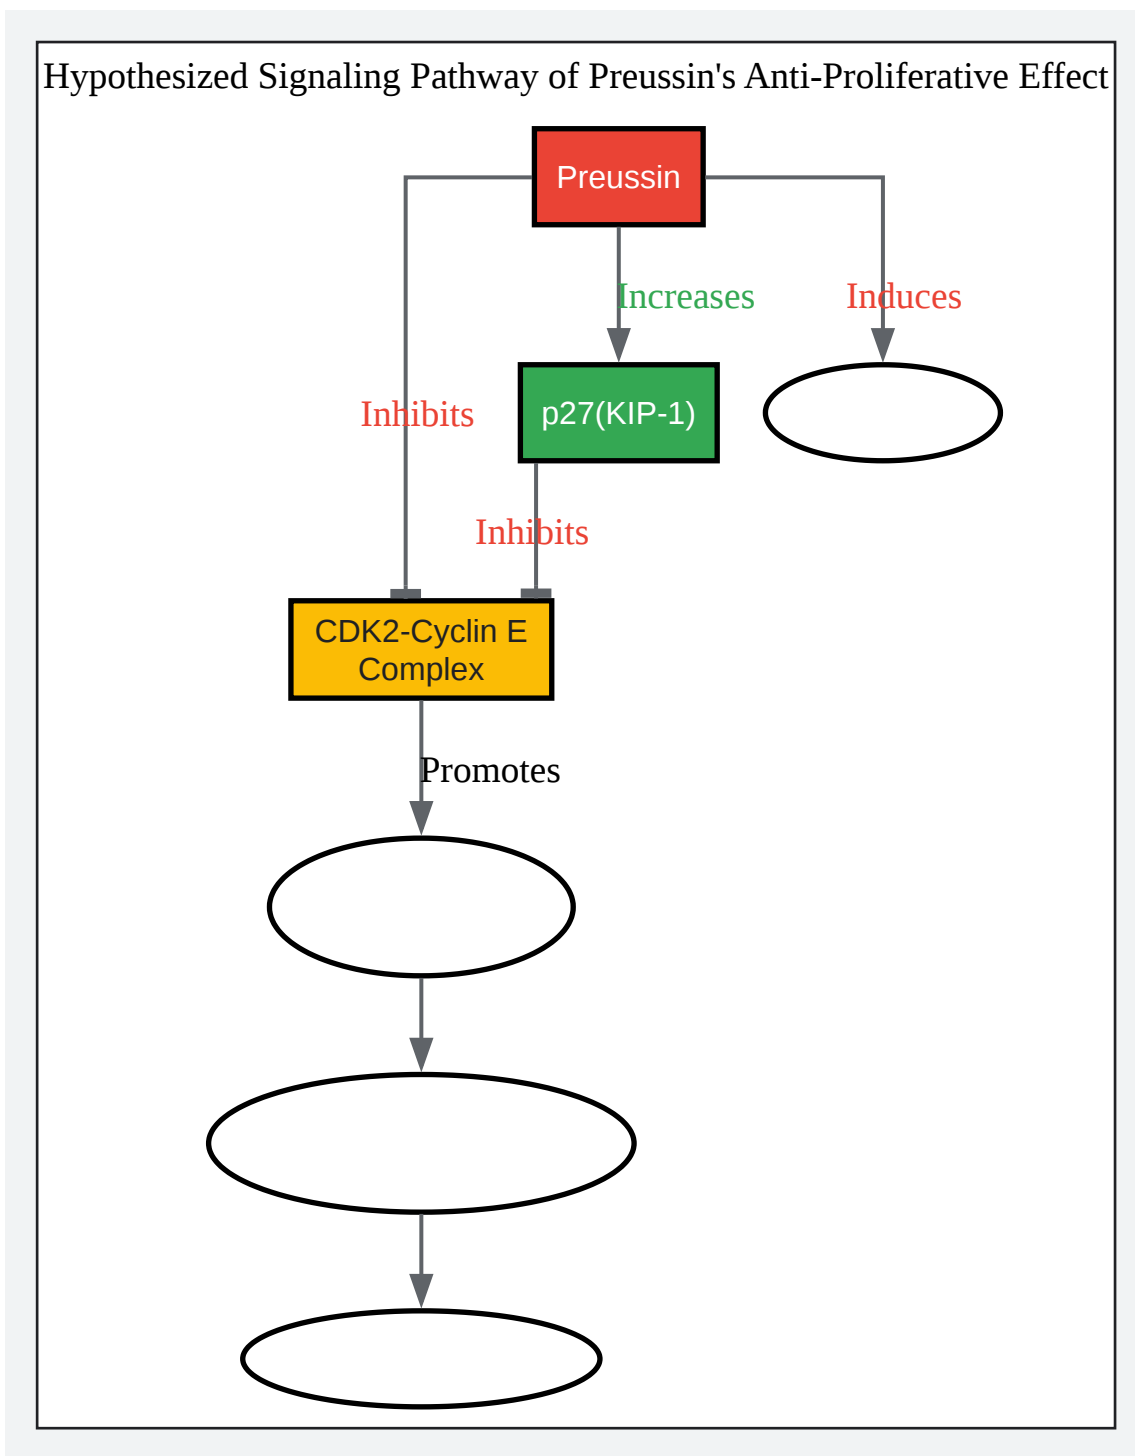 Hypothesized Signaling Pathway of Preussin's Anti-Proliferative Effect
Preussin
Increases
Induces
Inhibits
p27(KIP-1)
Inhibits
CDK2-Cyclin E
Complex
Promotes